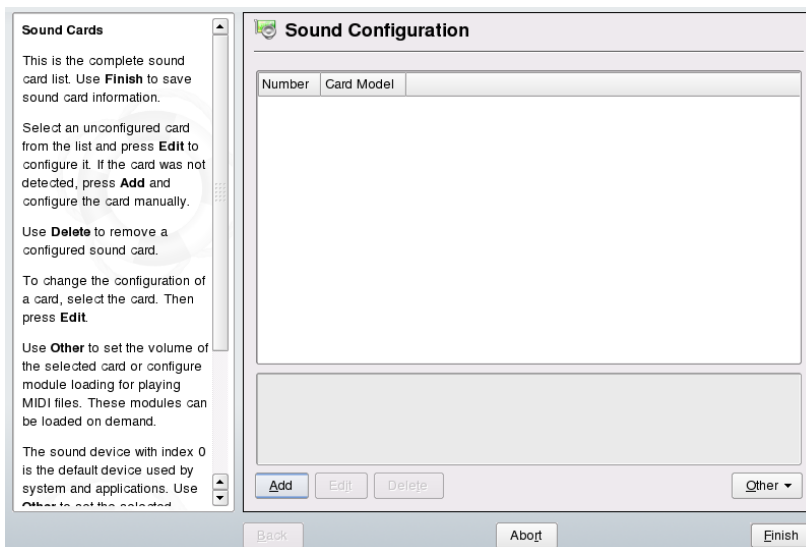 Sound Cards
This is the complete sound
card list. Use Finish to save
sound card information.
Select an unconfigured card
from the list and press Edit to
configure it. If the card was not
detected, press Add and
configure the card manually.
Use Delete to remove a
configured sound card.
To change the configuration of
a card, select the card. Then
press Edit.
Use Other to set the volume of
the selected card or configure
module loading for playing
MIDI files. These modules can
be loaded on demand.
The sound device with index 0
is the default device used by
system and applications. Use
Other to set the selected
Sound Configuration
Number Card Model
Add Edit Delete Other
Back Abort Finish